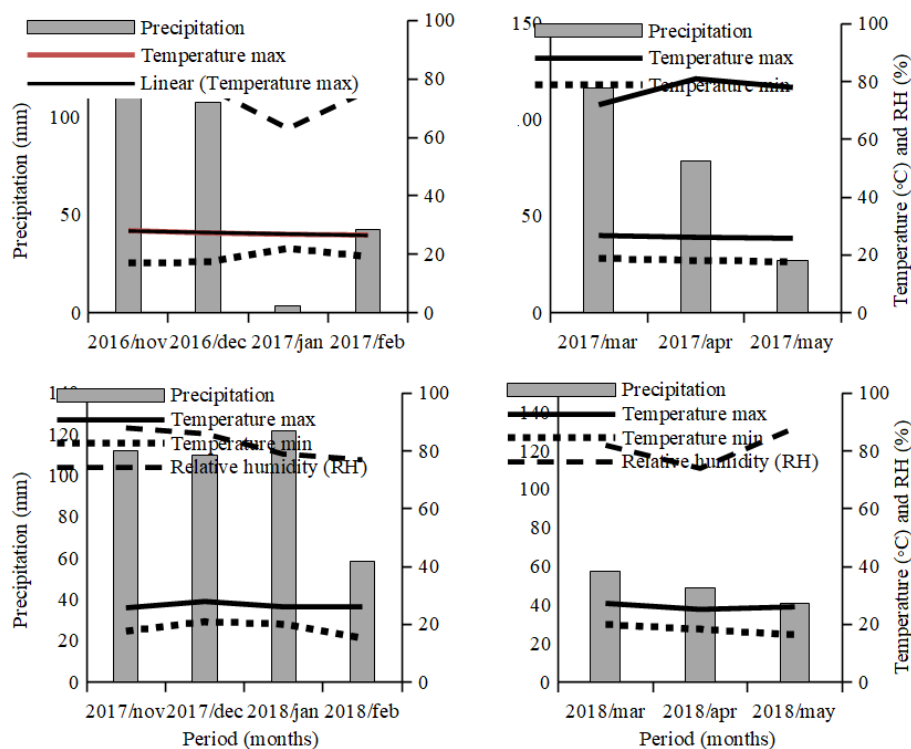 Precipitation
Temperature max
Linear (Temperature max)
Precipitation (mm)
100
50
0
100
80
60
40
20
0
2016/nov 2016/dec 2017/jan 2017/feb
Precipitation
Temperature max
Temperature min
150
50
0
100
80
60
40
20
0
Temperature (°C) and RH (%)
2017/mar 2017/apr 2017/may
Precipitation
Temperature max
Temperature min
Relative humidity (RH)
Precipitation (mm)
140
120
100
80
60
40
20
0
100
80
60
40
20
0
2017/nov 2017/dec 2018/jan 2018/feb
Period (months)
Precipitation
Temperature max
Temperature min
Relative humidity (RH)
140
120
100
80
60
40
20
0
100
80
60
40
20
0
Temperature (°C) and RH (%)
2018/mar 2018/apr 2018/may
Period (months)